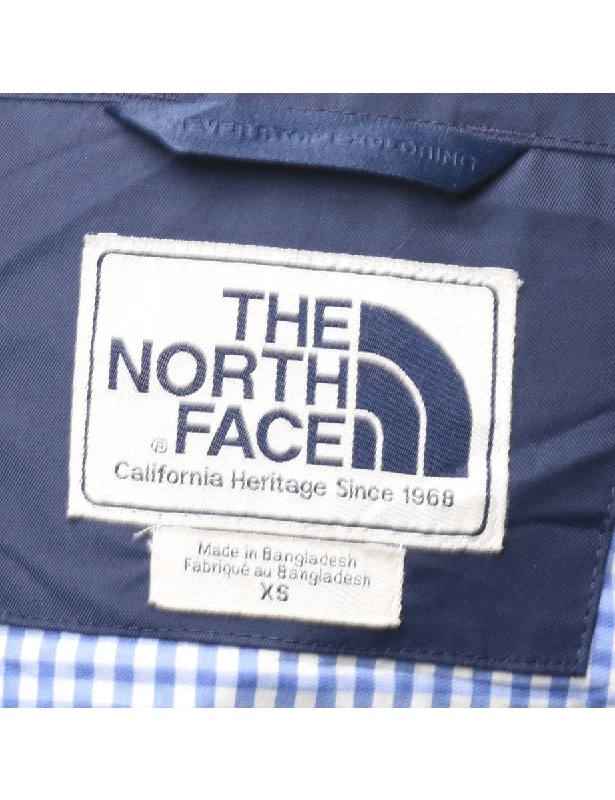 NEVER STOP EXPLORING
THE
NORTH
® FACE
California Heritage Since 1968
Made in Bangladesh
Fabriqué au Bangladesh
XS